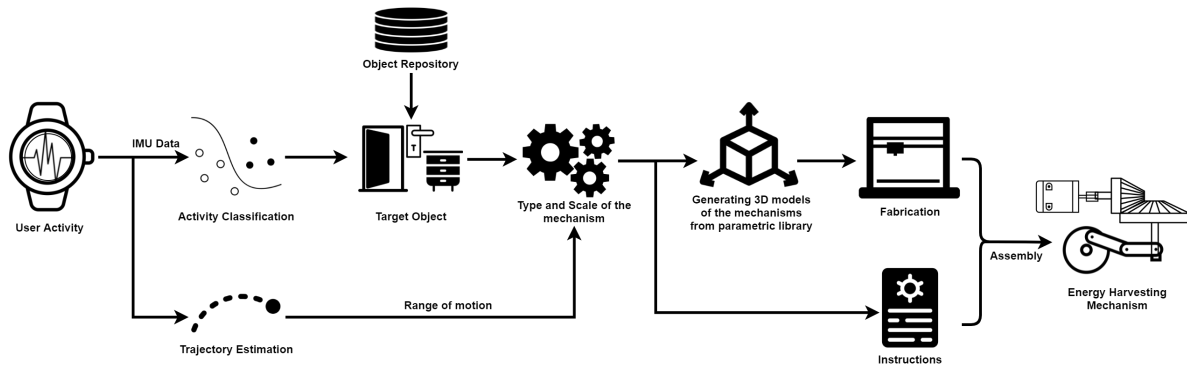 Object Repository
IMU Data
User Activity
Activity Classification
T
Target Object
Type and Scale of the
mechanism
Generating 3D models
of the mechanisms
from parametric library
Fabrication
Assembly
Energy Harvesting
Mechanism
Range of motion
Trajectory Estimation
Instructions